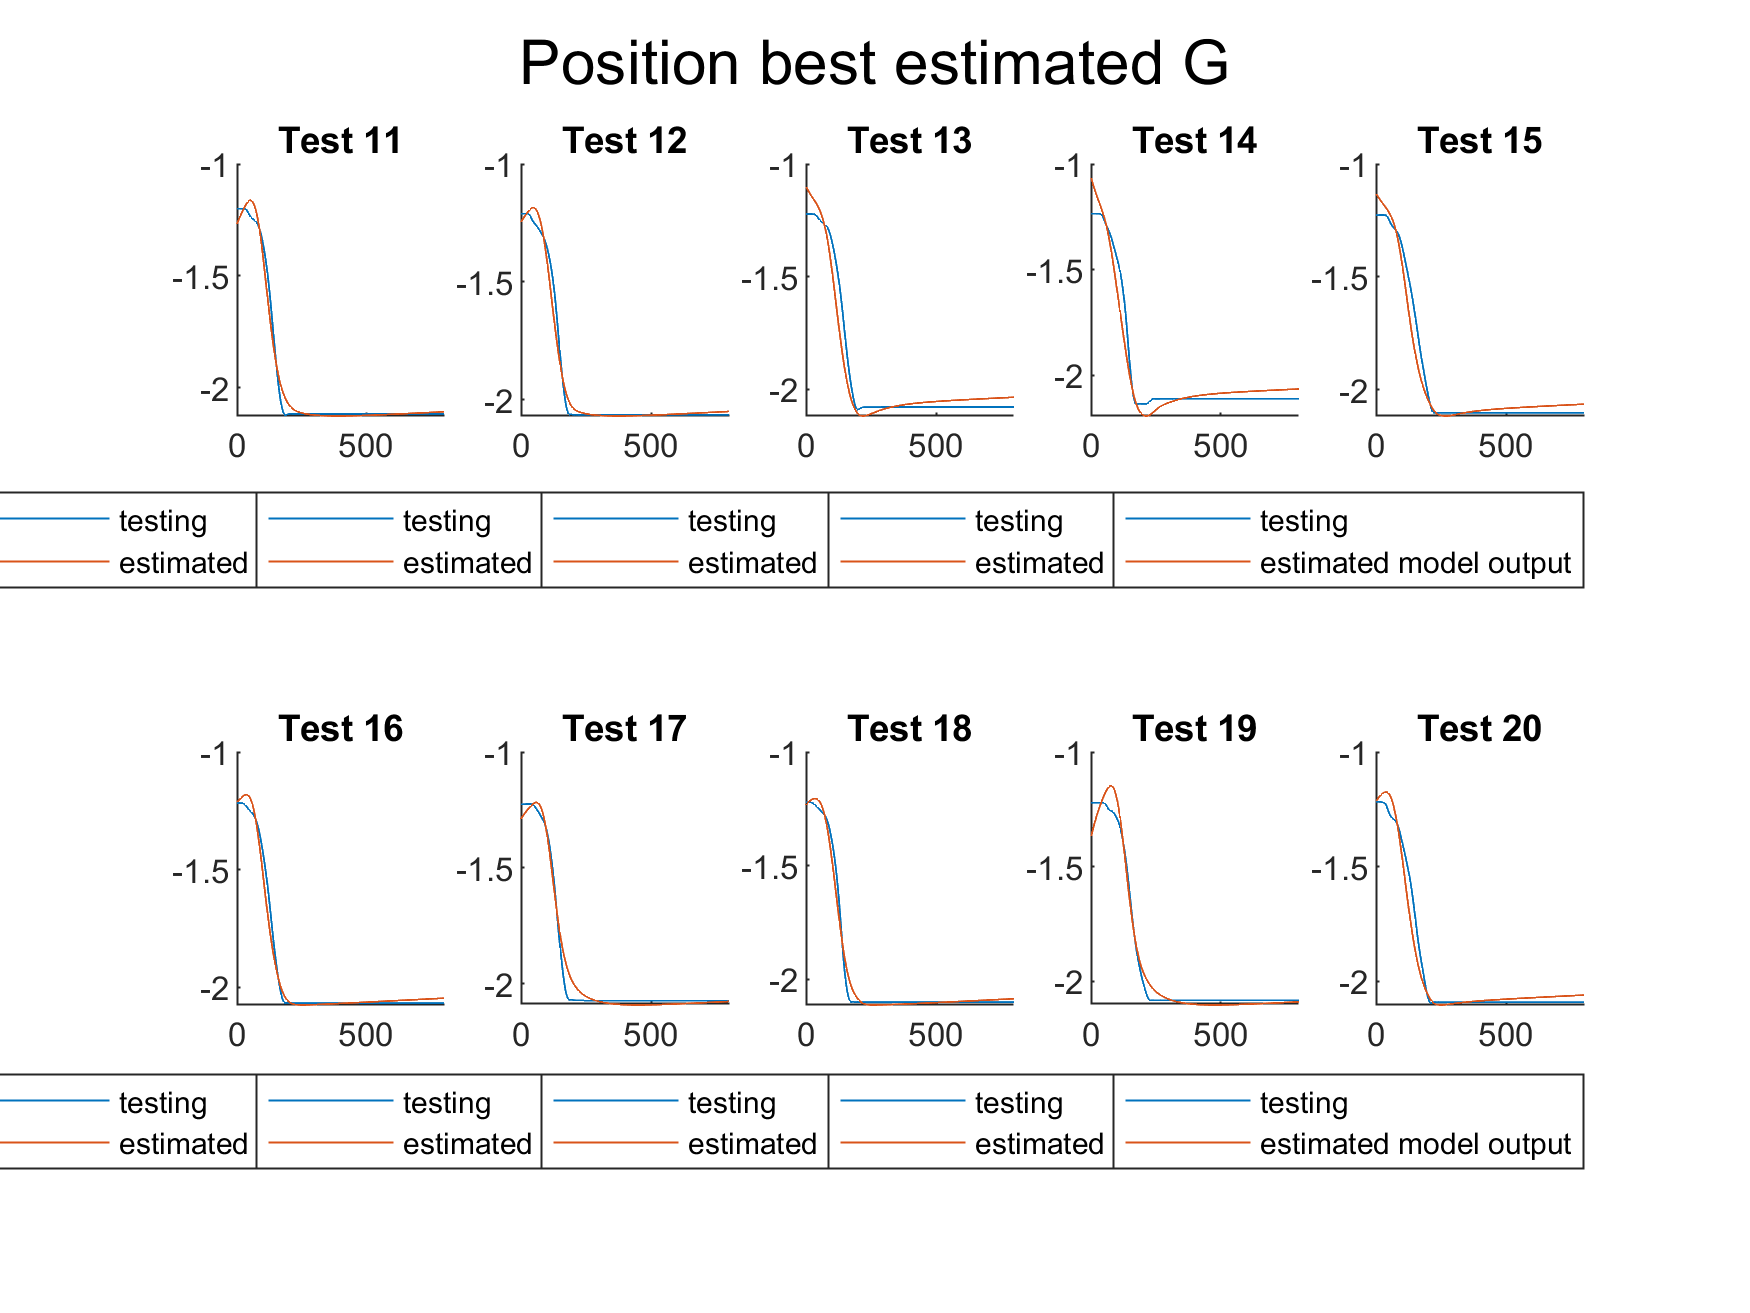 Position best estimated G
Test 11 Test 12 Test 13 Test 14 Test 15
-1 -1 -1 -1 -1
-1.5 -1.5 -1.5 -1.5 -1.5
-2 -2 -2 -2 -2
0 500 0 500 0 500 0 500 0 500
testing testing testing testing testing
estimated estimated estimated estimated estimated model output
Test 16 Test 17 Test 18 Test 19 Test 20
-1 -1 -1 -1 -1
-1.5 -1.5 -1.5 -1.5 -1.5
-2 -2 -2 -2 -2
0 500 0 500 0 500 0 500 0 500
testing testing testing testing testing
estimated estimated estimated estimated estimated model output